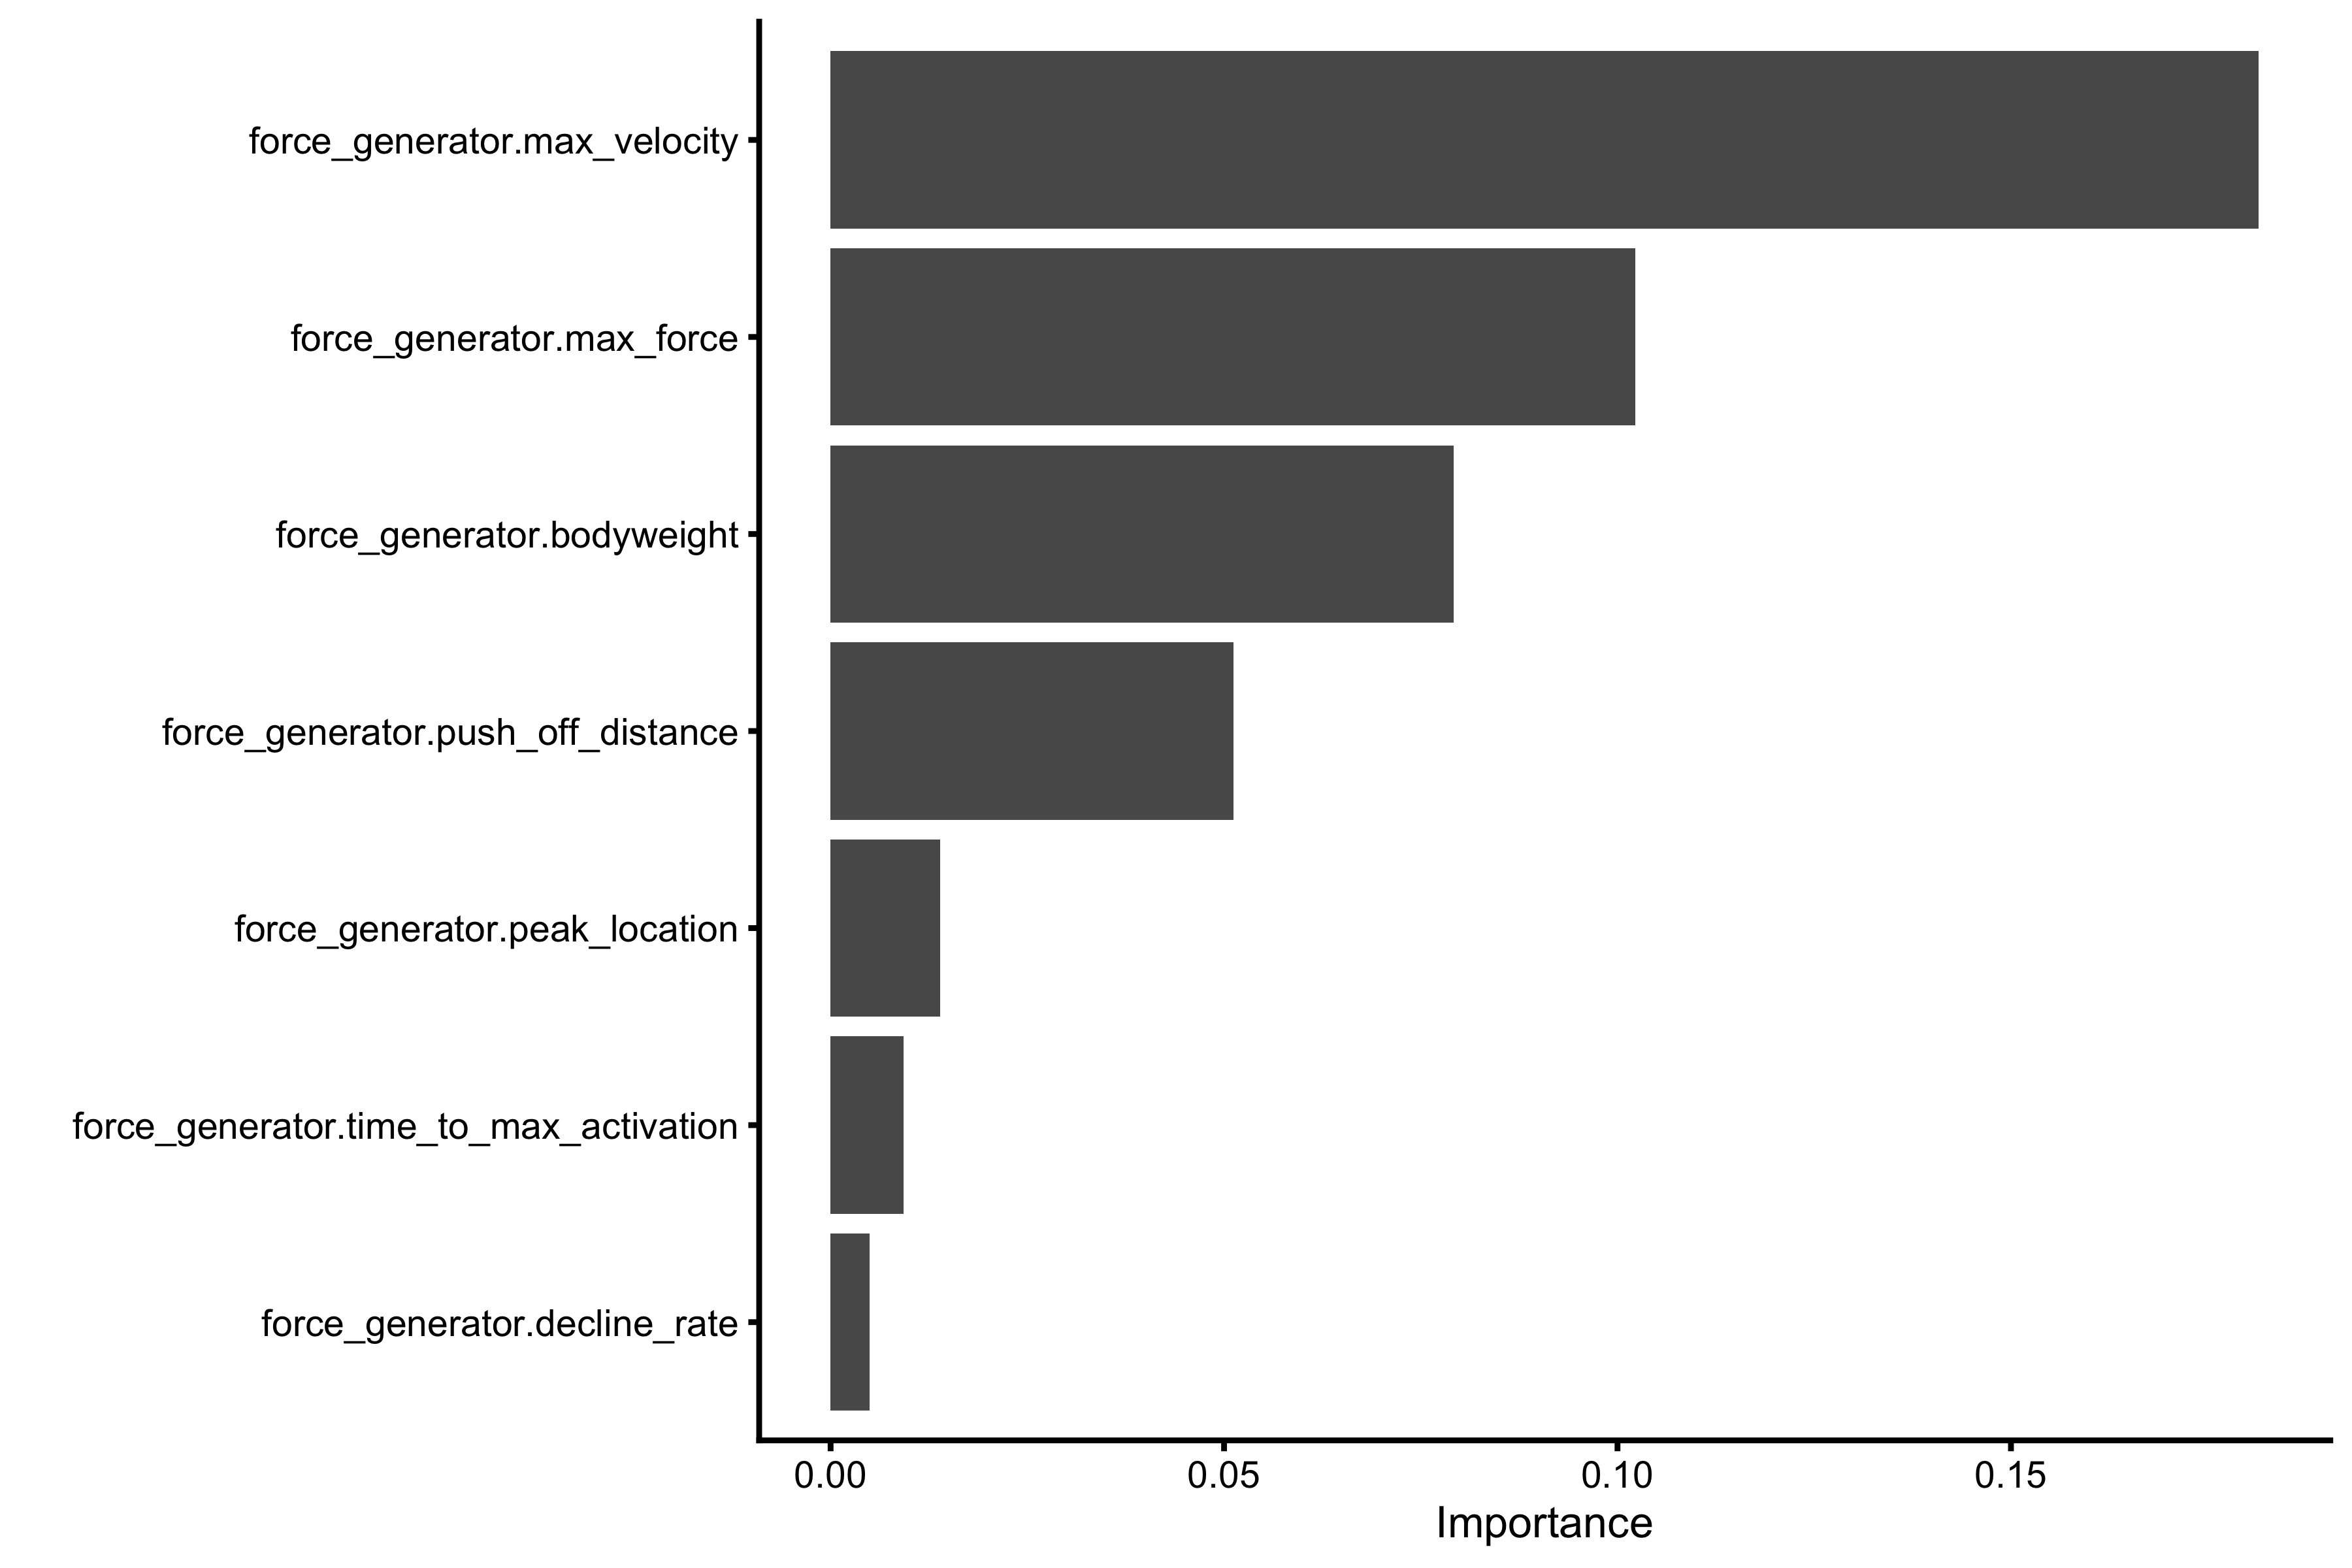 force_generator.max_velocity
force_generator.max_force
force_generator.bodyweight
force_generator.push_off_distance
force_generator.peak_location
force_generator.time_to_max_activation
force_generator.decline_rate
0.00 0.05 0.10 0.15
Importance